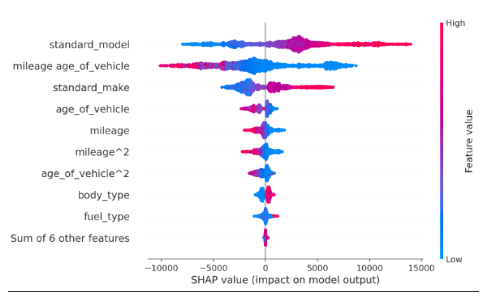 High
standard_model
mileage age_of_vehicle
standard_make
age_of_vehicle
mileage
mileage^2
age_of_vehicle^2
body_type
fuel_type
Sum of 6 other features
Feature value
Low
−10000 −5000 0 5000 10000 15000
SHAP value (impact on model output)